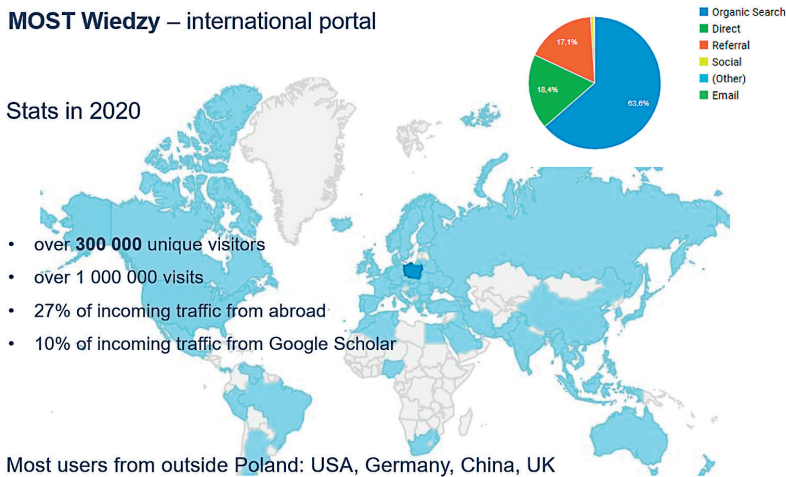 MOST Wiedzy – international portal
Organic Search
Direct
Referral
Social
(Other)
Email
17,1%
18,4%
63,6%
Stats in 2020
• over 300 000 unique visitors
• over 1 000 000 visits
• 27% of incoming traffic from abroad
• 10% of incoming traffic from Google Scholar
Most users from outside Poland: USA, Germany, China, UK